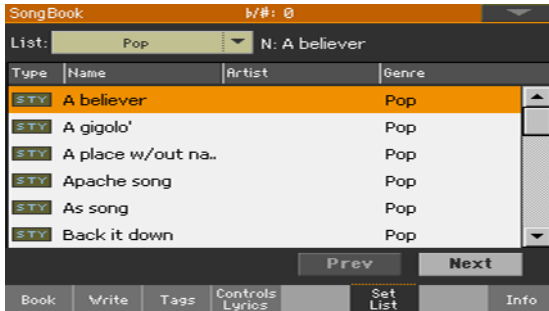 SongBook b/#: 0
List: Pop N: A believer
Type Name Artist Genre
STY A believer Pop
STY A gigolo' Pop
STY A place w/out na.. Pop
STY Apache song Pop
STY As song Pop
STY Back it down Pop
Prev Next
Book Write Tags Controls Lyrics Set List Info